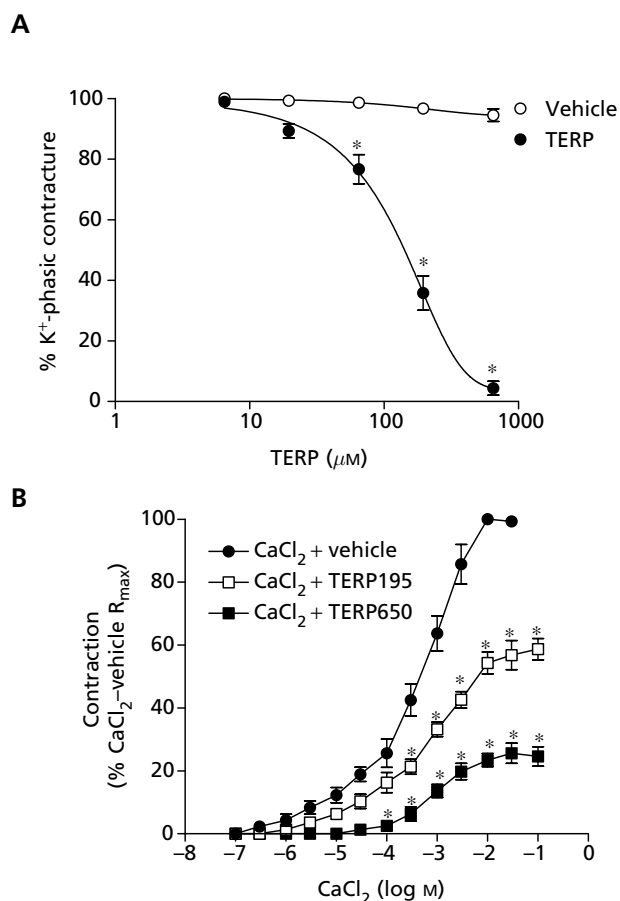 A
Vehicle
TERP
100
80
60
40
20
0
% K⁺-phasic contracture
*
*
*
1 10 100 1000
TERP (μM)
B
100
80
60
40
20
0
Contraction
(% CaCl₂–vehicle Rmax)
CaCl₂ + vehicle
CaCl₂ + TERP195
CaCl₂ + TERP650
* * * * * *
* * * * * * *
–8 –7 –6 –5 –4 –3 –2 –1 0
CaCl₂ (log M)